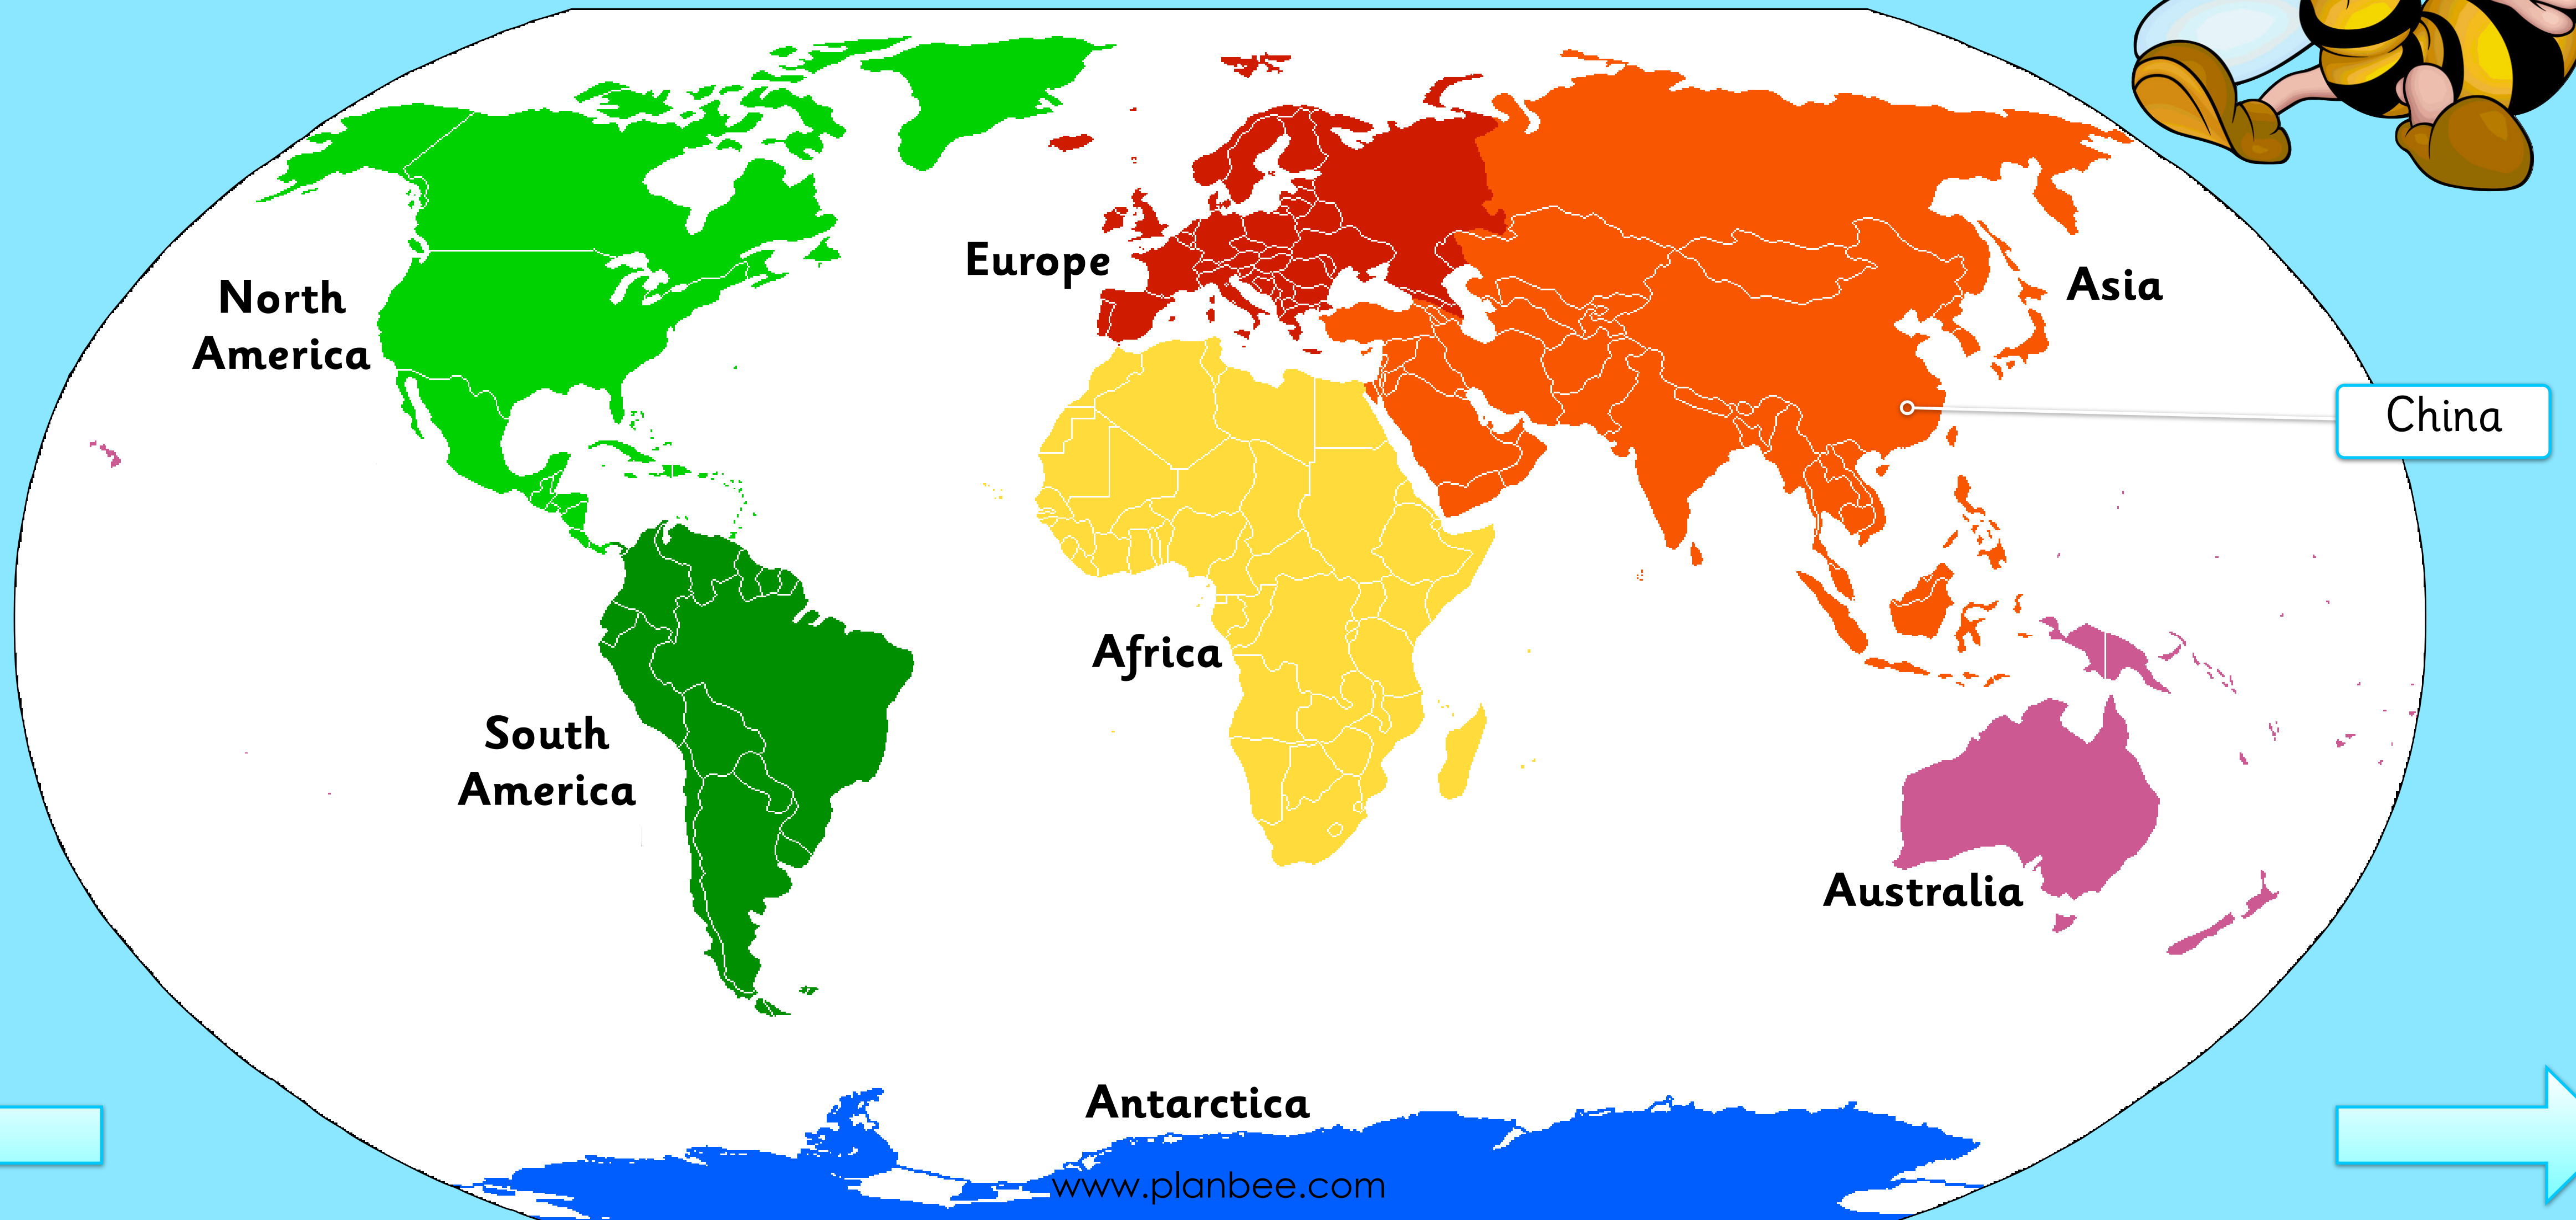 Europe
Asia
North
America
China
Africa
South
America
Australia
Antarctica
www.planbee.com